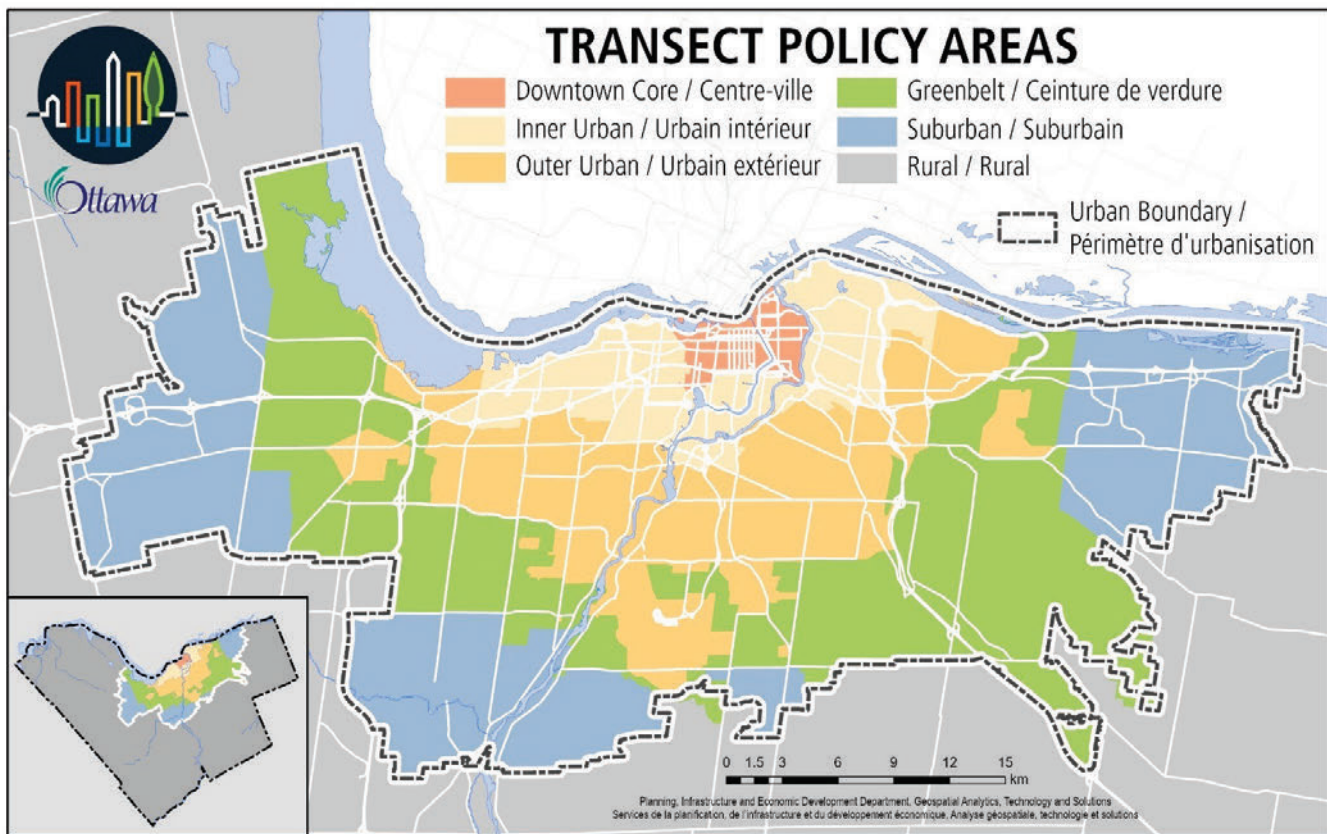 TRANSECT POLICY AREAS
Downtown Core / Centre-ville
Inner Urban / Urbain intérieur
Outer Urban / Urbain extérieur
Greenbelt / Ceinture de verdure
Suburban / Suburbain
Rural / Rural
Urban Boundary /
Périmètre d'urbanisation
Ottawa
0 1.5 3 6 9 12 15
km
Planning, Infrastructure and Economic Development Department, Geospatial Analytics, Technology and Solutions
Services de la planification, de l'infrastructure et du développement économique, Analyse géospatiale, technologie et solutions